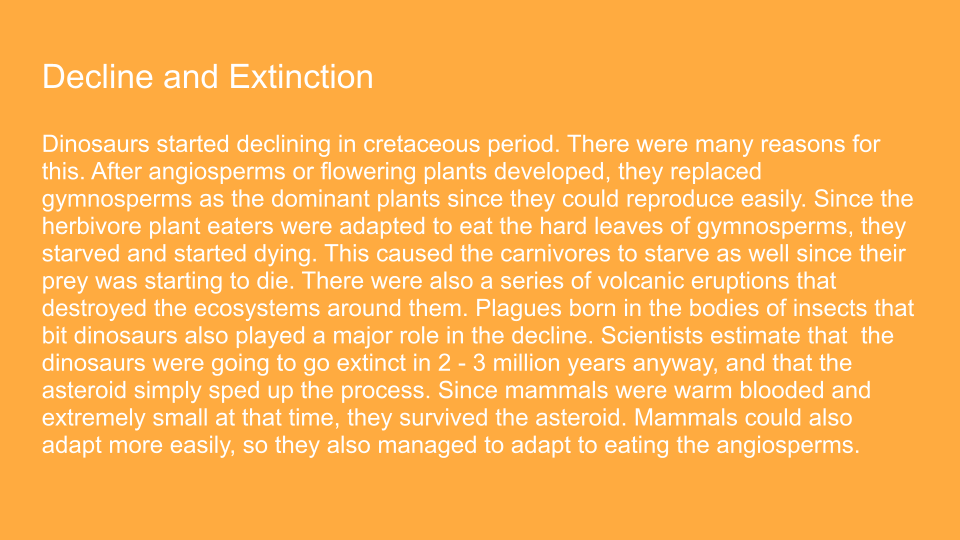 Decline and Extinction
Dinosaurs started declining in cretaceous period. There were many reasons for
this. After angiosperms or flowering plants developed, they replaced
gymnosperms as the dominant plants since they could reproduce easily. Since the
herbivore plant eaters were adapted to eat the hard leaves of gymnosperms, they
starved and started dying. This caused the carnivores to starve as well since their
prey was starting to die. There were also a series of volcanic eruptions that
destroyed the ecosystems around them. Plagues born in the bodies of insects that
bit dinosaurs also played a major role in the decline. Scientists estimate that  the
dinosaurs were going to go extinct in 2 - 3 million years anyway, and that the
asteroid simply sped up the process. Since mammals were warm blooded and
extremely small at that time, they survived the asteroid. Mammals could also
adapt more easily, so they also managed to adapt to eating the angiosperms.